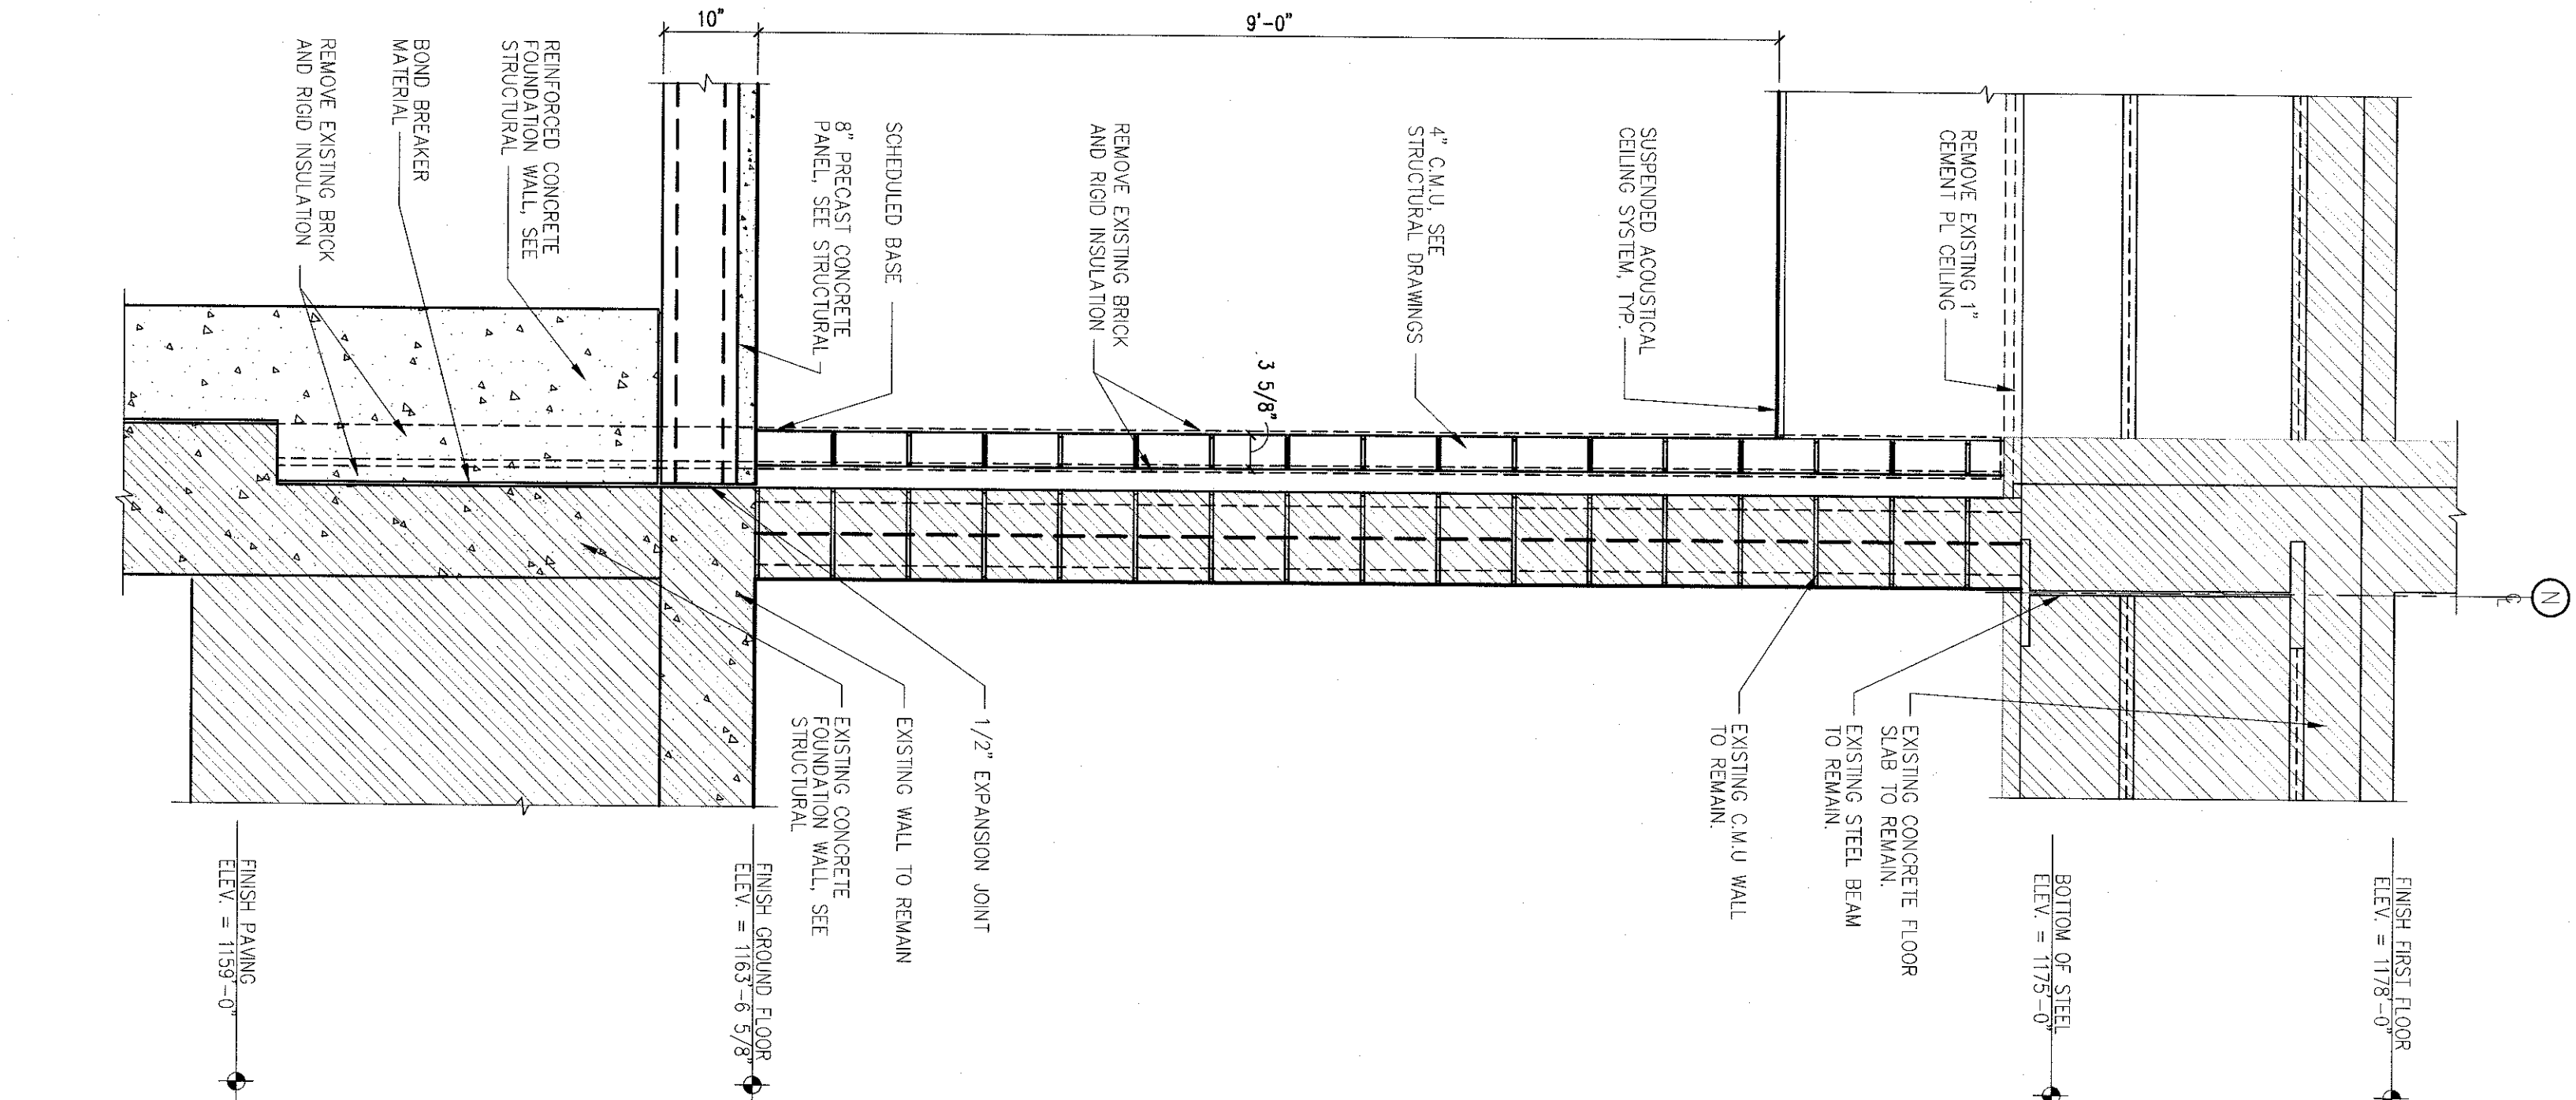 10"
9'-0"
REMOVE EXISTING BRICK
AND RIGID INSULATION
BOND BREAKER
MATERIAL
REINFORCED CONCRETE
FOUNDATION WALL, SEE
STRUCTURAL
8" PRECAST CONCRETE
PANEL, SEE STRUCTURAL
SCHEDULED BASE
REMOVE EXISTING BRICK
AND RIGID INSULATION
3 5/8"
4" C.M.U, SEE
STRUCTURAL DRAWINGS
SUSPENDED ACOUSTICAL
CEILING SYSTEM, TYP.
REMOVE EXISTING 1"
CEMENT PL CEILING
CL
N
EXISTING CONCRETE FLOOR
SLAB TO REMAIN.
EXISTING STEEL BEAM
TO REMAIN.
EXISTING C.M.U WALL
TO REMAIN.
1/2" EXPANSION JOINT
EXISTING WALL TO REMAIN
EXISTING CONCRETE
FOUNDATION WALL, SEE
STRUCTURAL
FINISH FIRST FLOOR
ELEV. = 1178'-0"
BOTTOM OF STEEL
ELEV. = 1175'-0"
FINISH GROUND FLOOR
ELEV. = 1163'-6 5/8"
FINISH PAVING
ELEV. = 1159'-0"